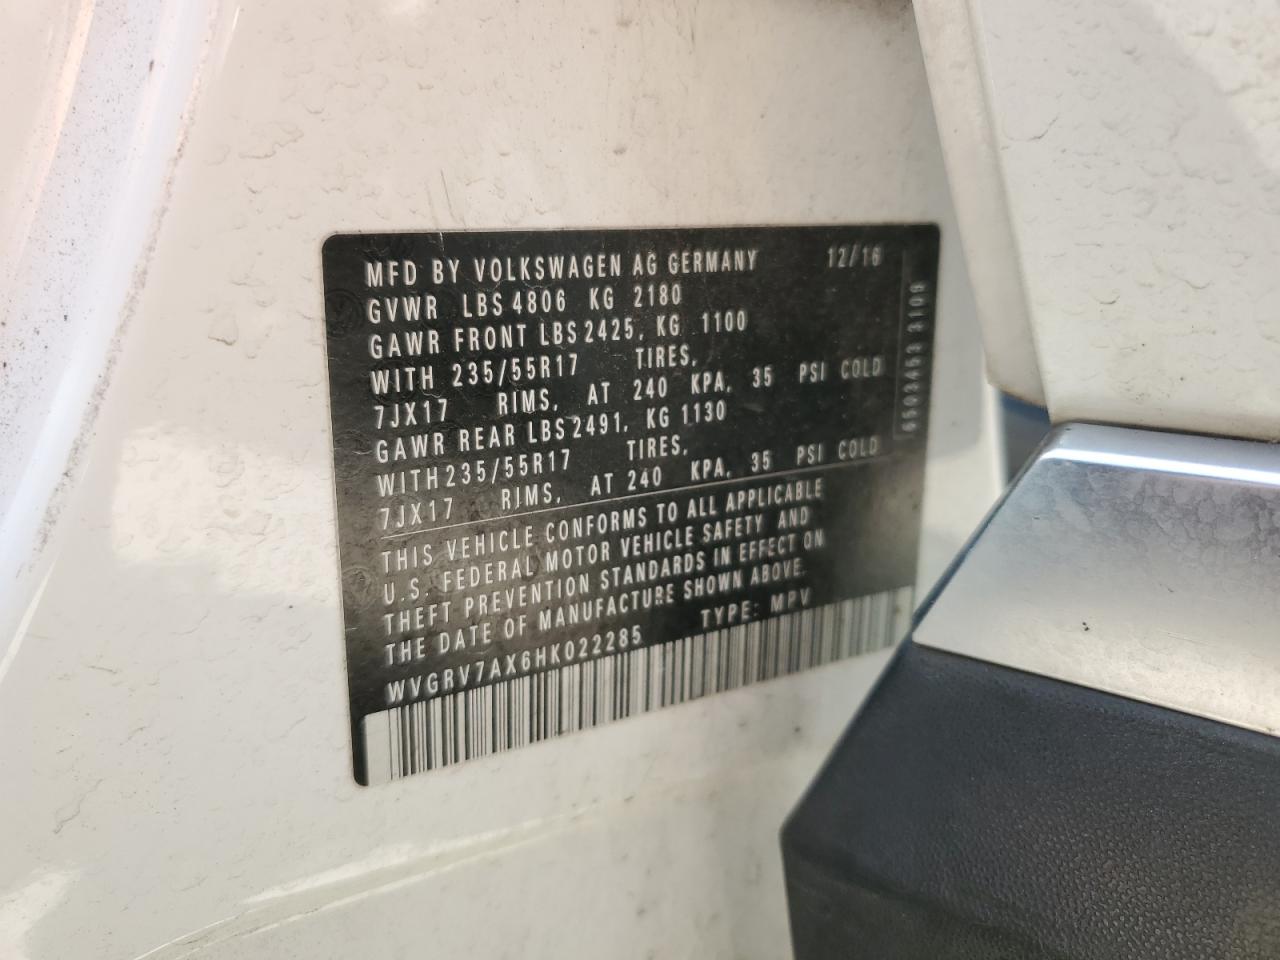 MFD BY VOLKSWAGEN AG GERMANY 12/16
GVWR LBS 4806 KG 2180
GAWR FRONT LBS 2425, KG 1100
WITH 235/55R17 TIRES,
7JX17 RIMS, AT 240 KPA, 35 PSI COLD
GAWR REAR LBS 2491, KG 1130
WITH 235/55R17 TIRES,
7JX17 RIMS, AT 240 KPA, 35 PSI COLD
THIS VEHICLE CONFORMS TO ALL APPLICABLE
U.S. FEDERAL MOTOR VEHICLE SAFETY AND
THEFT PREVENTION STANDARDS IN EFFECT ON
THE DATE OF MANUFACTURE SHOWN ABOVE.
WVGRV7AX6HK022285 TYPE: MPV
6503453 3109